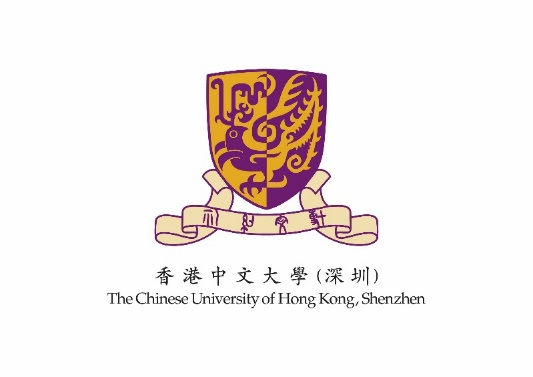 香港中文大學(深圳)
The Chinese University of Hong Kong, Shenzhen